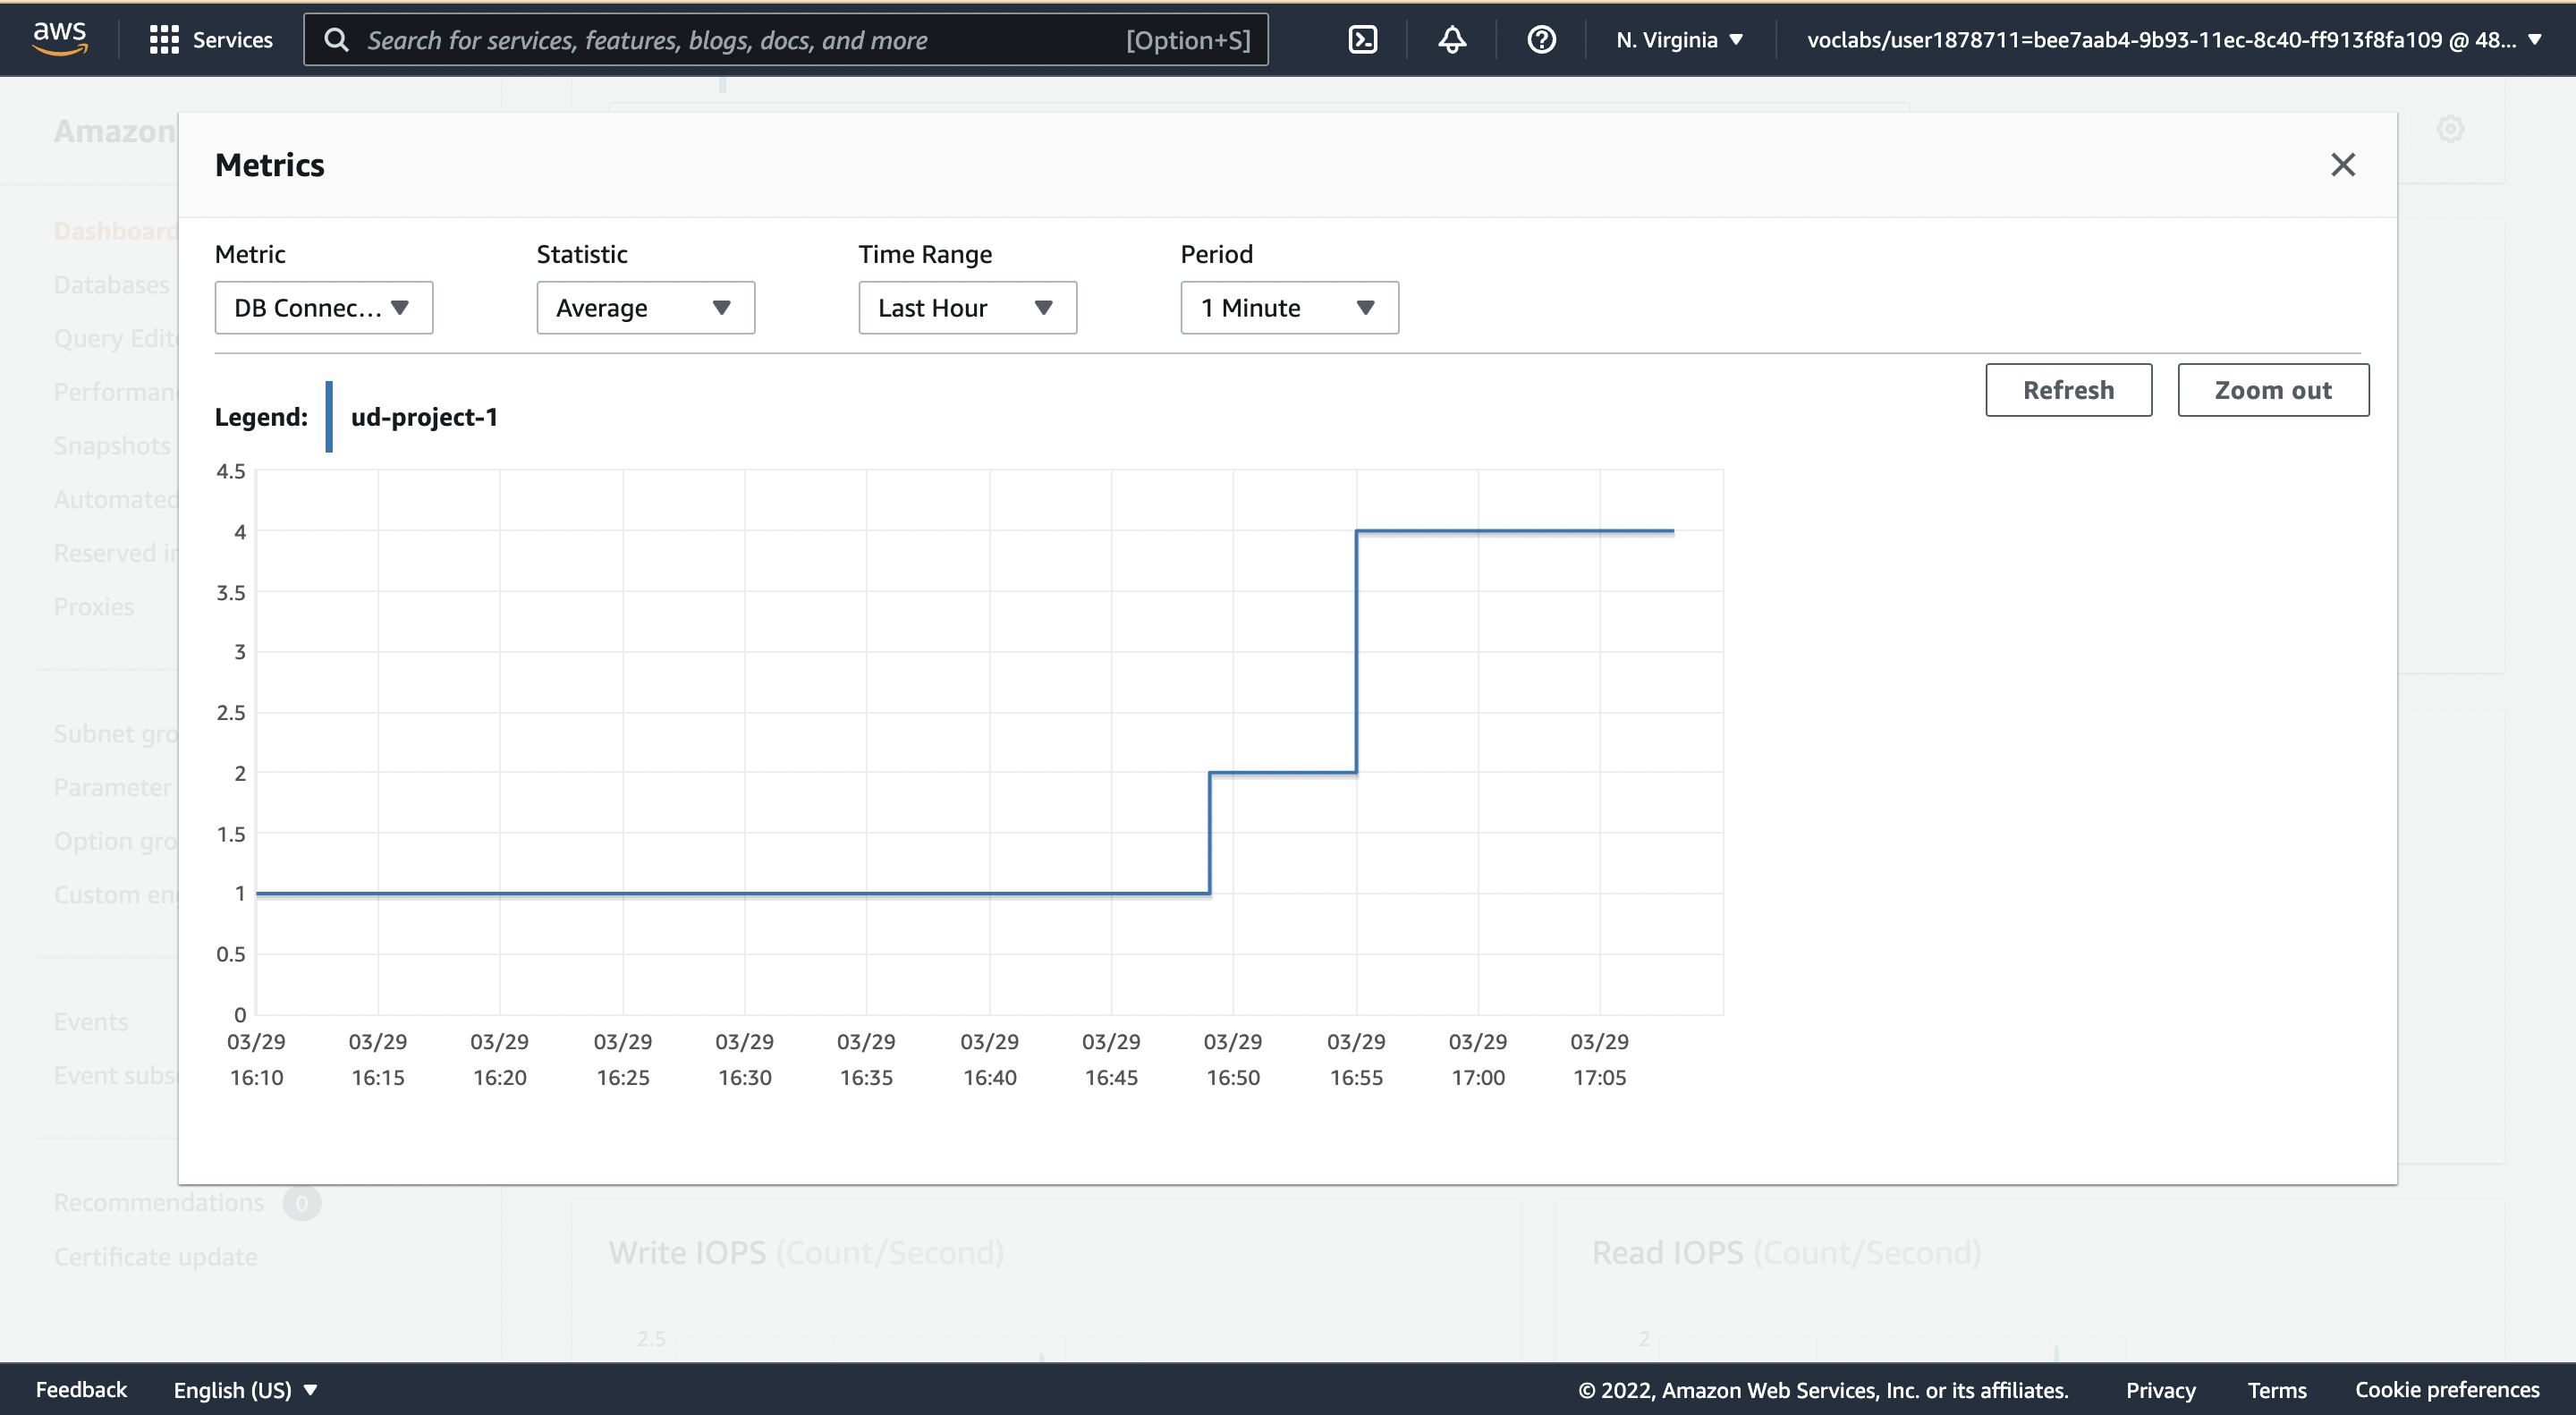 aws
Services
Search for services, features, blogs, docs, and more
[Option+S]
N. Virginia
voclabs/user1878711=bee7aab4-9b93-11ec-8c40-ff913f8fa109 @ 48...
Amazon
Dashboard
Databases
Query Edit
Performan
Snapshots
Automated
Reserved in
Proxies
Subnet gro
Parameter
Option gro
Custom eng
Events
Event subs
Recommendations 0
Certificate update
Metrics
Metric
Statistic
Time Range
Period
DB Connec...
Average
Last Hour
1 Minute
Refresh
Zoom out
Legend:
ud-project-1
4.5
4
3.5
3
2.5
2
1.5
1
0.5
0
03/29 03/29 03/29 03/29 03/29 03/29 03/29 03/29 03/29 03/29 03/29 03/29
16:10 16:15 16:20 16:25 16:30 16:35 16:40 16:45 16:50 16:55 17:00 17:05
Write IOPS (Count/Second)
2.5
Read IOPS (Count/Second)
2
Feedback
English (US)
© 2022, Amazon Web Services, Inc. or its affiliates.
Privacy
Terms
Cookie preferences